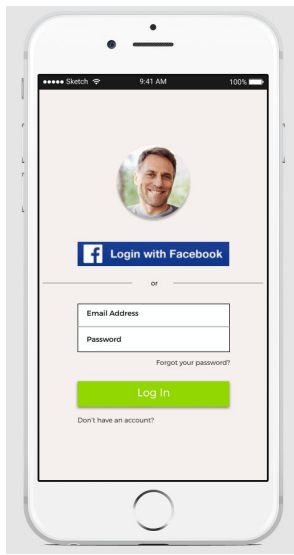 Sketch 9:41 AM 100%
f Login with Facebook
or
Email Address
Password
Forgot your password?
Log In
Don't have an account?